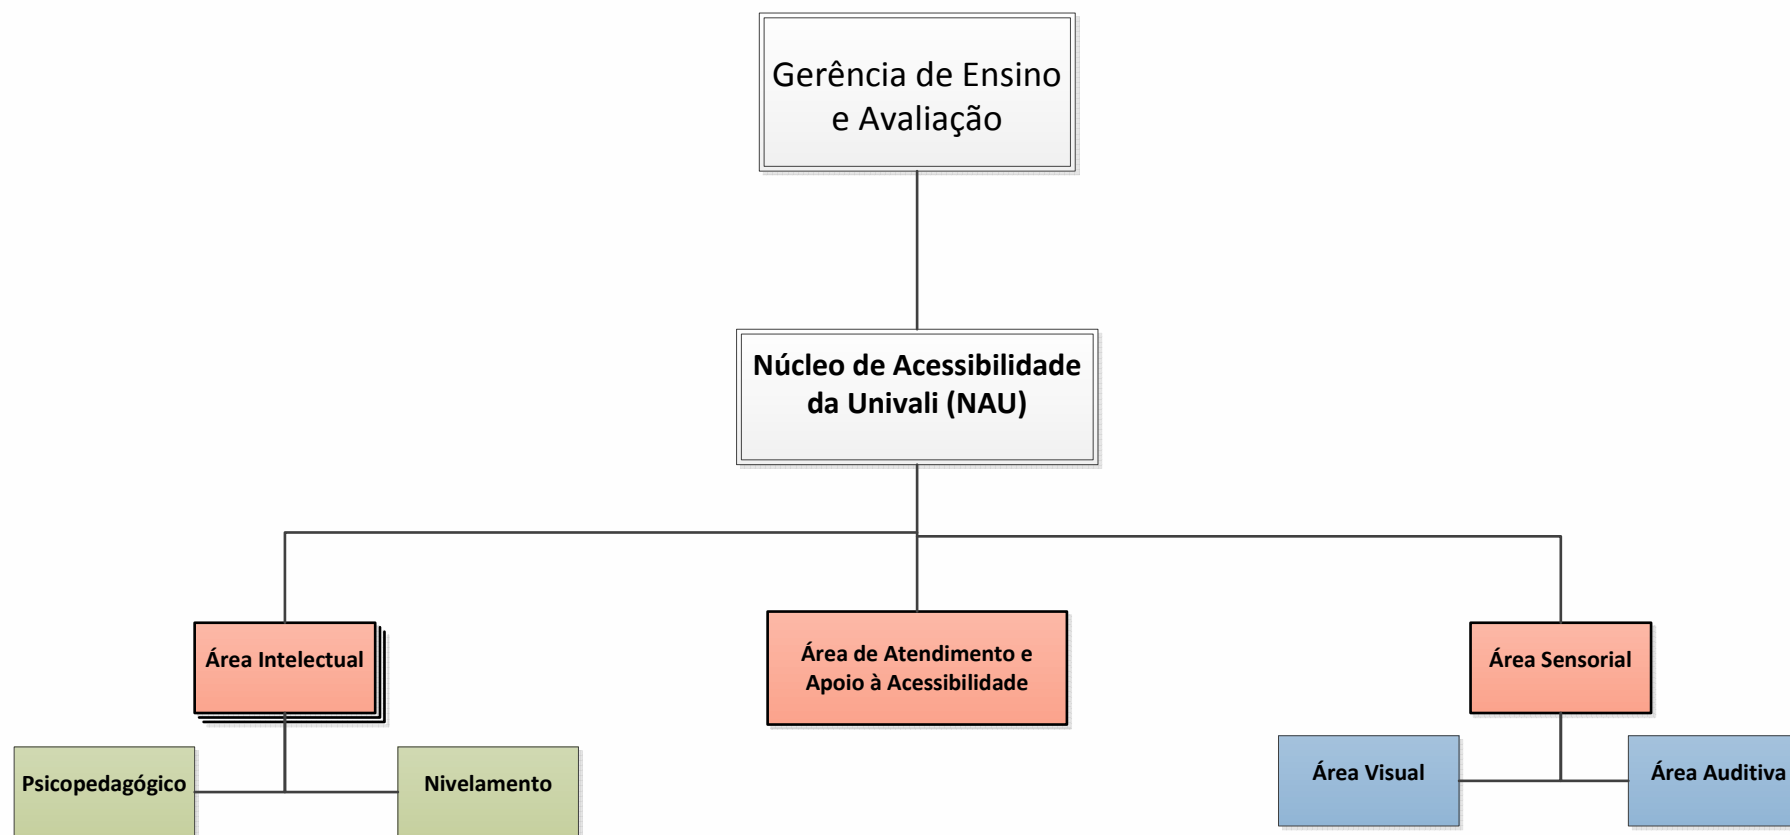 Gerência de Ensino
e Avaliação
Núcleo de Acessibilidade
da Univali (NAU)
Área Intelectual
Área de Atendimento e
Apoio à Acessibilidade
Área Sensorial
Psicopedagógico
Nivelamento
Área Visual
Área Auditiva